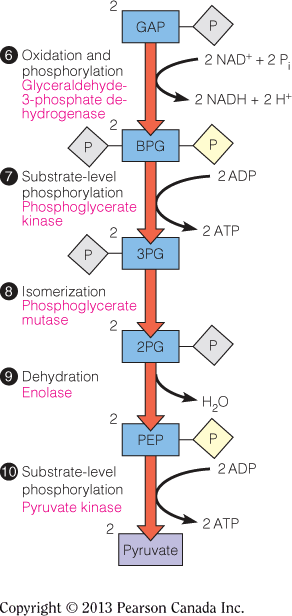 2
GAP
P
6 Oxidation and
phosphorylation
Glyceraldehyde-
3-phosphate de-
hydrogenase
2 NAD⁺ + 2 Pᵢ
2 NADH + 2 H⁺
2
P
BPG
P
7 Substrate-level
phosphorylation
Phosphoglycerate
kinase
2 ADP
2 ATP
2
P
3PG
8 Isomerization
Phosphoglycerate
mutase
2
2PG
P
9 Dehydration
Enolase
H₂O
2
PEP
P
10 Substrate-level
phosphorylation
Pyruvate kinase
2 ADP
2 ATP
2
Pyruvate
Copyright © 2013 Pearson Canada Inc.